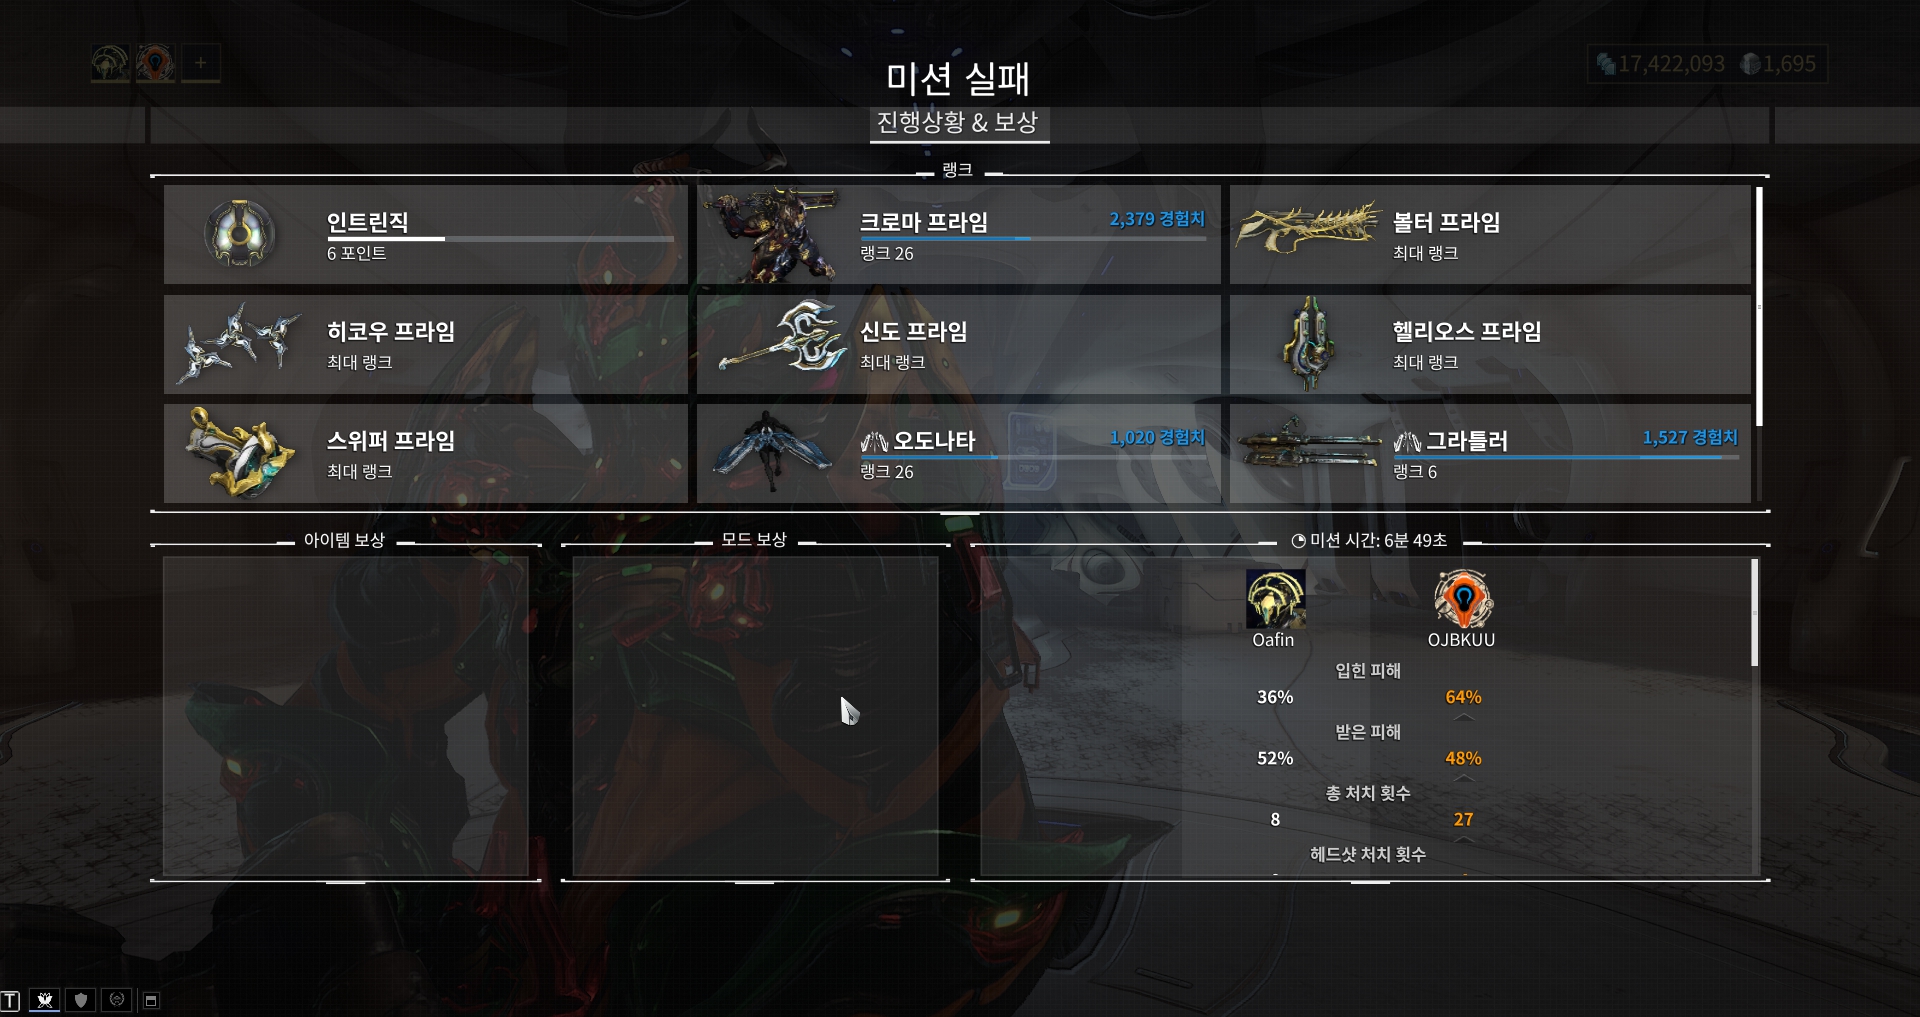 +
17,422,093 1,695
미션 실패
진행상황 & 보상
랭크
인트린직
6 포인트
크로마 프라임 2,379 경험치
랭크 26
볼터 프라임
최대 랭크
히코우 프라임
최대 랭크
신도 프라임
최대 랭크
헬리오스 프라임
최대 랭크
스위퍼 프라임
최대 랭크
오도나타 1,020 경험치
랭크 26
그라틀러 1,527 경험치
랭크 6
아이템 보상
모드 보상
미션 시간: 6분 49초
Oafin OJBKUU
입힌 피해
36% 64%
받은 피해
52% 48%
총 처치 횟수
8 27
헤드샷 처치 횟수
T